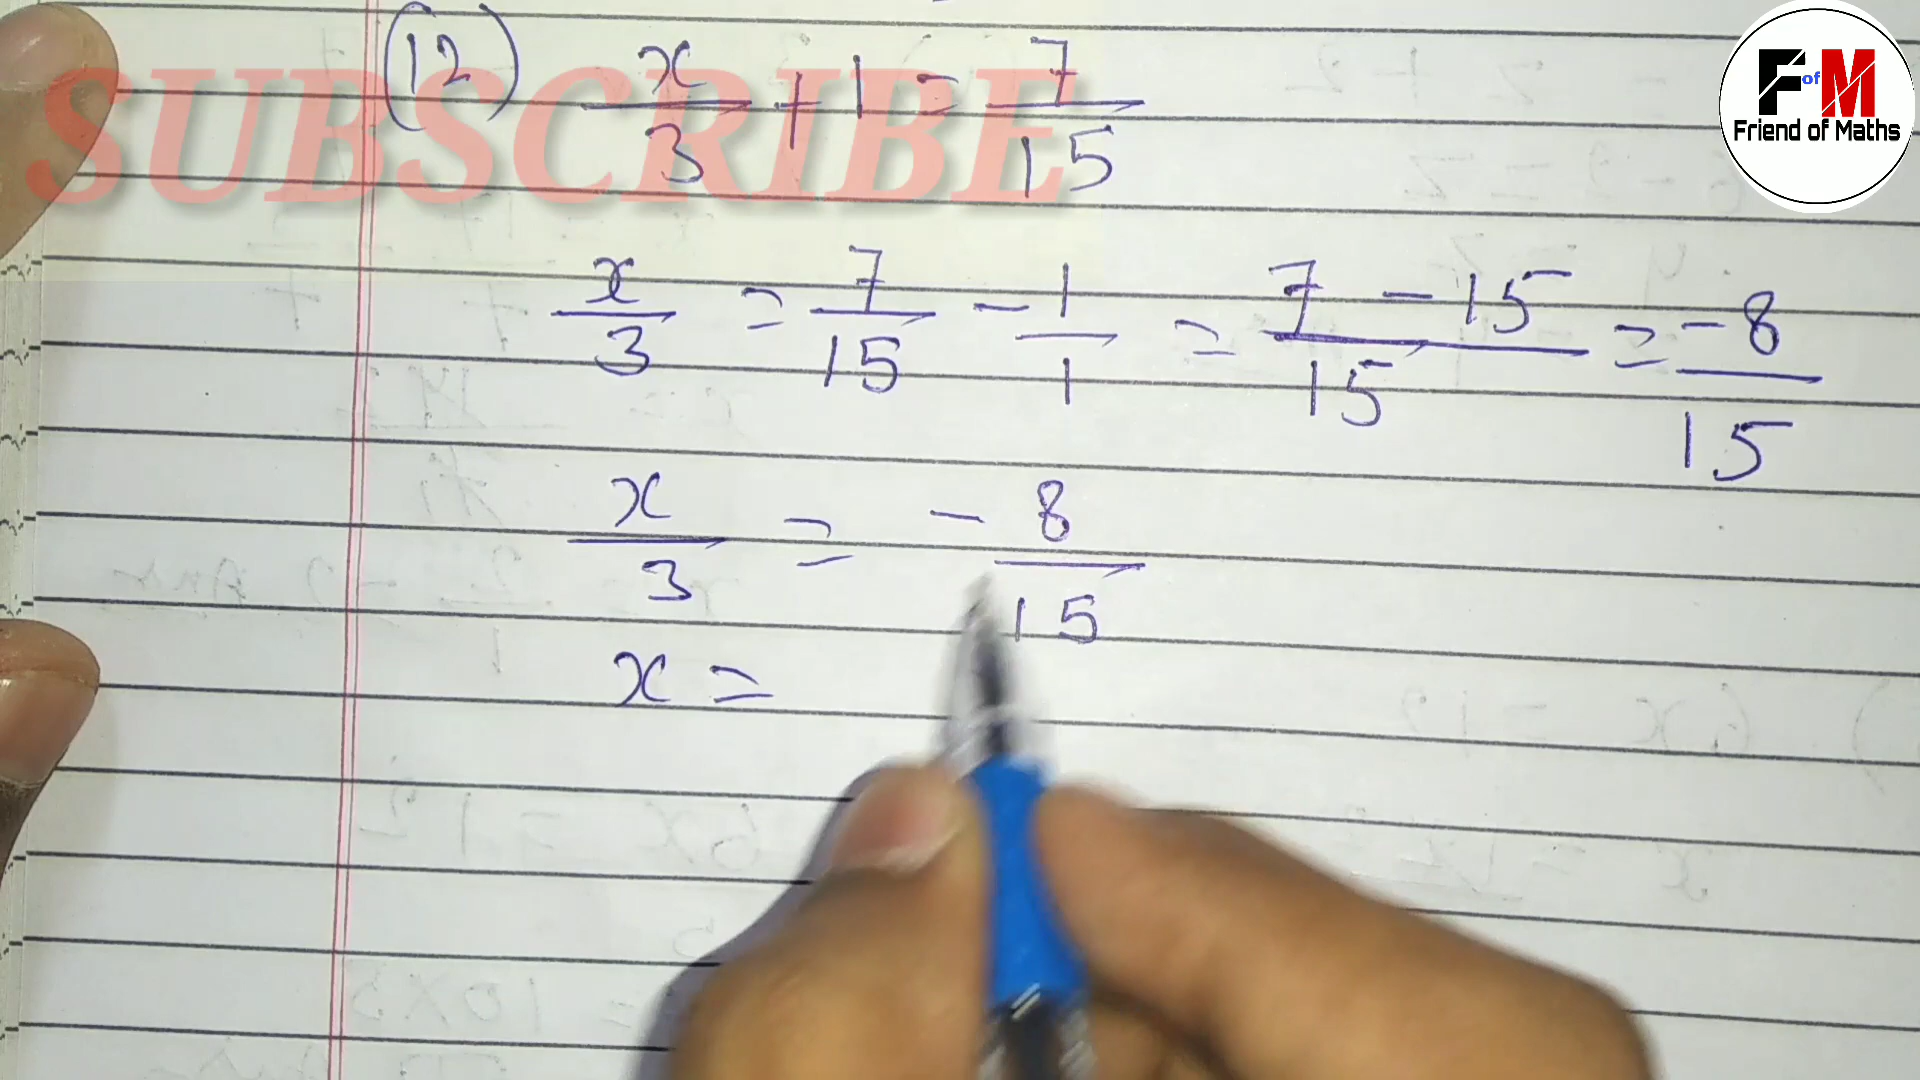 (12) x/3 + 1 = 7/15
SUBSCRIBE
FofM
Friend of Maths
x/3 = 7/15 - 1/1 = 7 - 15/15 = -8/15
x/3 = -8/15
x =